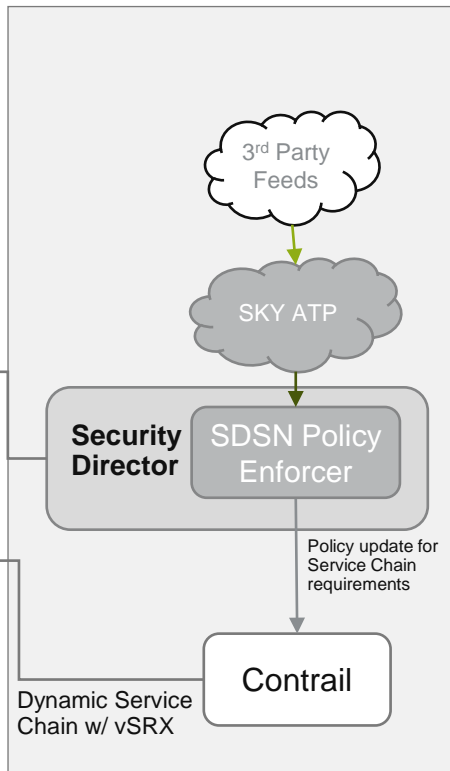 3rd Party
Feeds
SKY ATP
Security
Director
SDSN Policy
Enforcer
Policy update for
Service Chain
requirements
Contrail
Dynamic Service
Chain w/ vSRX